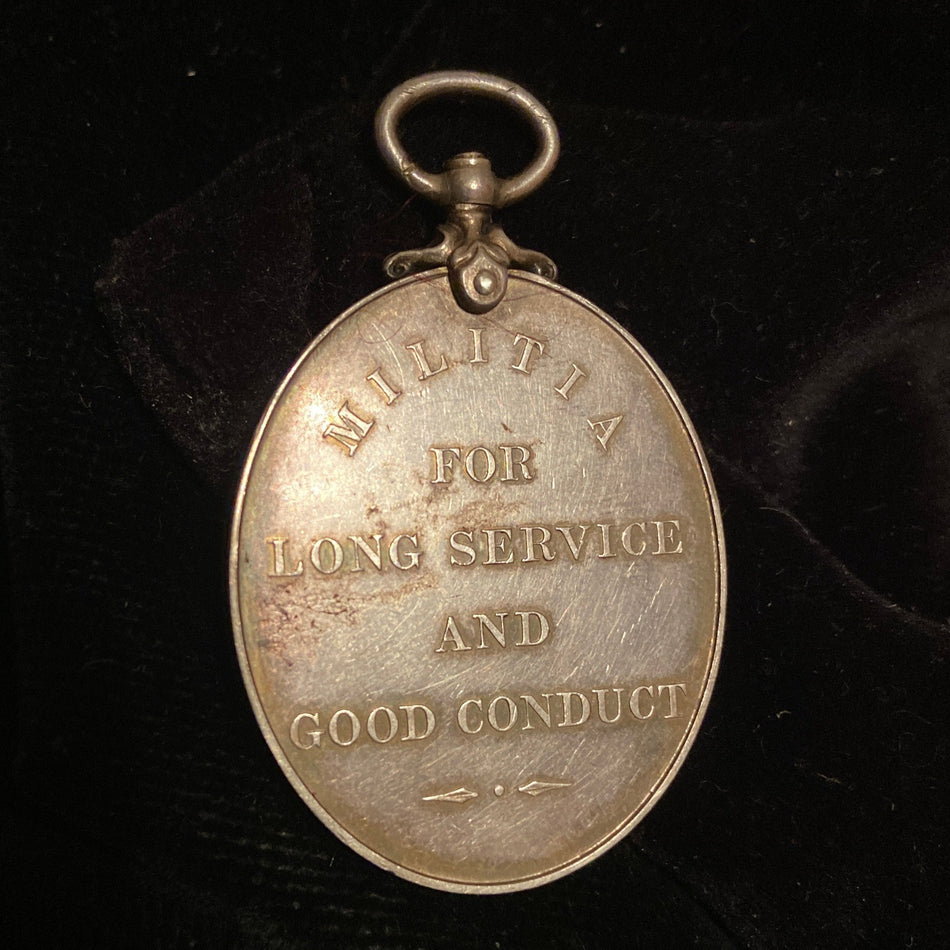 MILITIA
FOR
LONG SERVICE
AND
GOOD CONDUCT